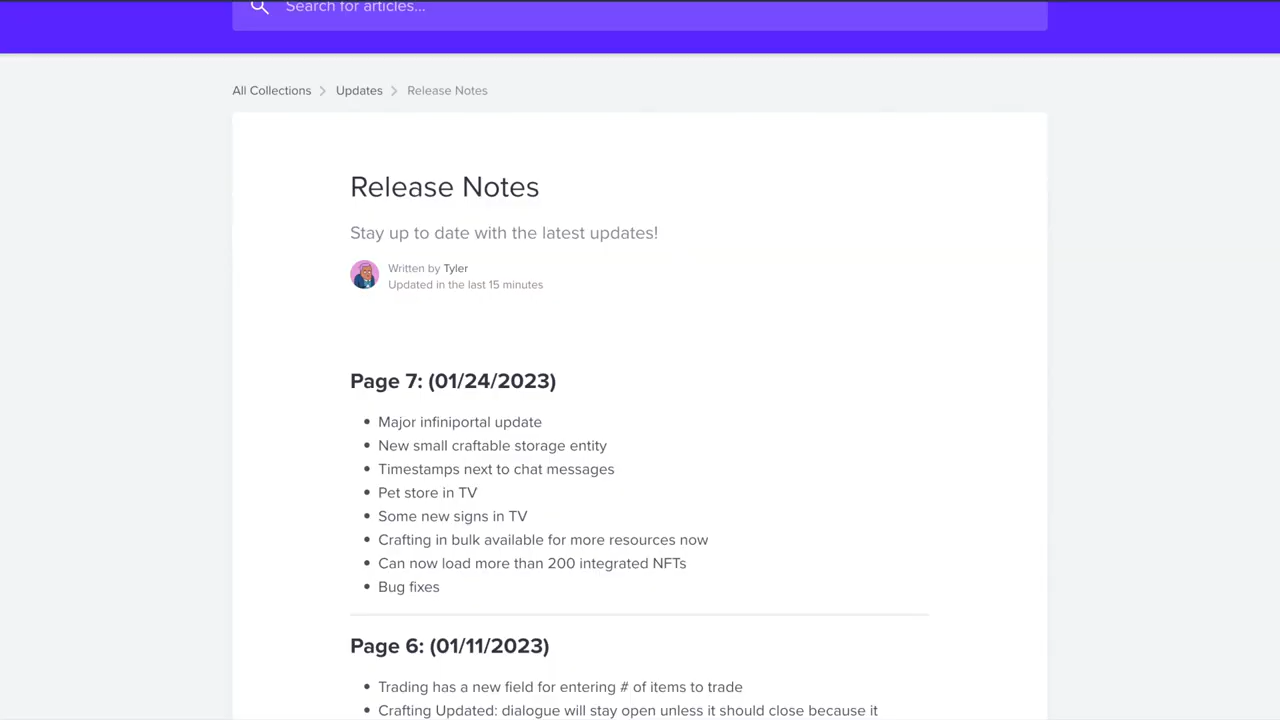 Search for articles...
All Collections > Updates > Release Notes
Release Notes
Stay up to date with the latest updates!
Written by Tyler
Updated in the last 15 minutes
Page 7: (01/24/2023)
• Major infiniportal update
• New small craftable storage entity
• Timestamps next to chat messages
• Pet store in TV
• Some new signs in TV
• Crafting in bulk available for more resources now
• Can now load more than 200 integrated NFTs
• Bug fixes
Page 6: (01/11/2023)
• Trading has a new field for entering # of items to trade
• Crafting Updated: dialogue will stay open unless it should close because it